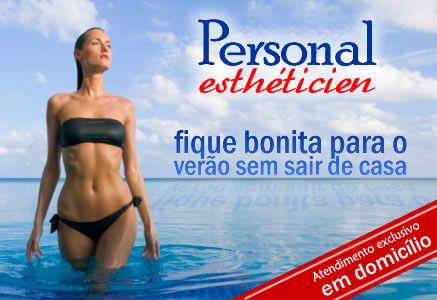 Personal
esthéticien
fique bonita para o
verão sem sair de casa
Atendimento exclusivo
em domicílio